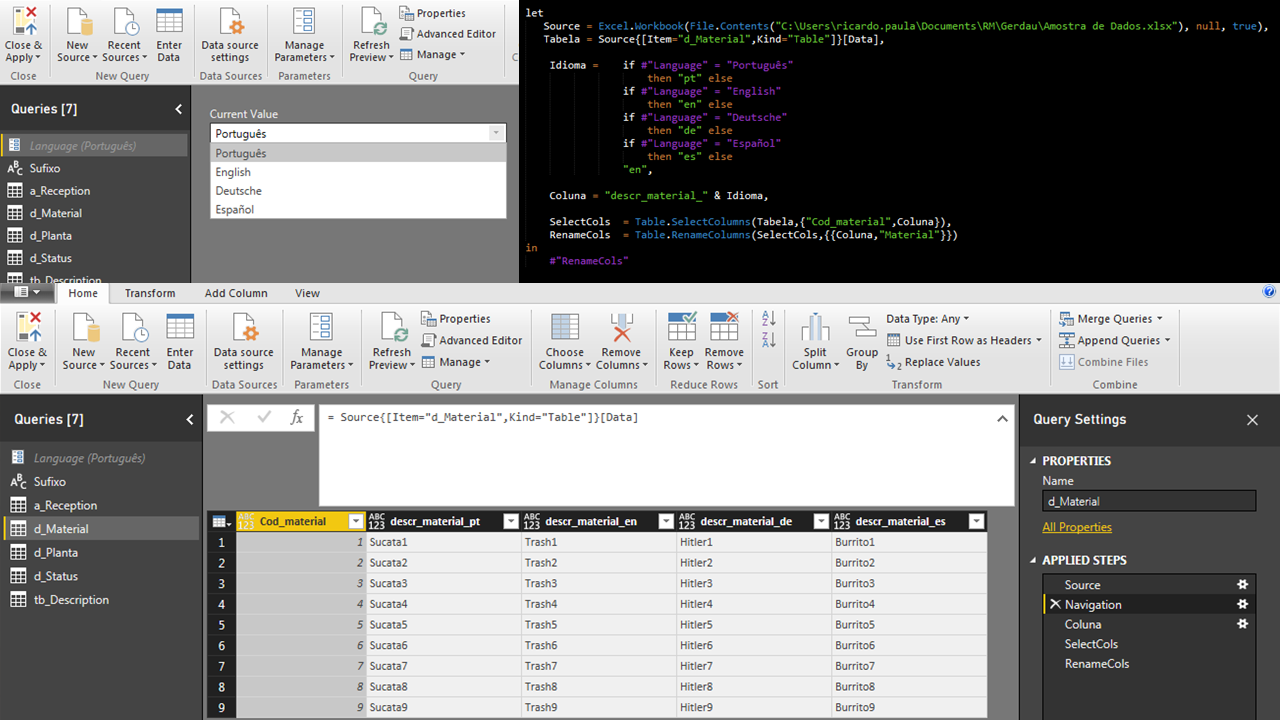 Close &
Apply
New
Source
Recent
Sources
Enter
Data
Data source
settings
Manage
Parameters
Refresh
Preview
Properties
Advanced Editor
Manage
Close
New Query
Data Sources
Parameters
Query
Queries [7]
Language (Português)
Sufixo
a_Reception
d_Material
d_Planta
d_Status
tb_Description
Current Value
Português
Português
English
Deutsche
Español
let
Source = Excel.Workbook(File.Contents("C:\Users\ricardo.paula\Documents\RM\Gerdau\Amostra de Dados.xlsx"), null, true),
Tabela = Source{[Item="d_Material",Kind="Table"]}[Data],
Idioma = if #"Language" = "Português"
then "pt" else
if #"Language" = "English"
then "en" else
if #"Language" = "Deutsche"
then "de" else
if #"Language" = "Español"
then "es" else
"en",
Coluna = "descr_material_" & Idioma,
SelectCols = Table.SelectColumns(Tabela,{"Cod_material",Coluna}),
RenameCols = Table.RenameColumns(SelectCols,{{Coluna,"Material"}})
in
#"RenameCols"
Home Transform Add Column View
Close &
Apply
New
Source
Recent
Sources
Enter
Data
Data source
settings
Manage
Parameters
Refresh
Preview
Properties
Advanced Editor
Manage
Choose
Columns
Remove
Columns
Keep
Rows
Remove
Rows
Split
Column
Group
By
Data Type: Any
Use First Row as Headers
Replace Values
Merge Queries
Append Queries
Combine Files
Close
New Query
Data Sources
Parameters
Query
Manage Columns
Reduce Rows
Sort
Transform
Combine
Queries [7]
Language (Português)
Sufixo
a_Reception
d_Material
d_Planta
d_Status
tb_Description
fx
= Source{[Item="d_Material",Kind="Table"]}[Data]
ABC 123 Cod_material ABC 123 descr_material_pt ABC 123 descr_material_en ABC 123 descr_material_de ABC 123 descr_material_es
1 1 Sucata1 Trash1 Hitler1 Burrito1
2 2 Sucata2 Trash2 Hitler2 Burrito2
3 3 Sucata3 Trash3 Hitler3 Burrito3
4 4 Sucata4 Trash4 Hitler4 Burrito4
5 5 Sucata5 Trash5 Hitler5 Burrito5
6 6 Sucata6 Trash6 Hitler6 Burrito6
7 7 Sucata7 Trash7 Hitler7 Burrito7
8 8 Sucata8 Trash8 Hitler8 Burrito8
9 9 Sucata9 Trash9 Hitler9 Burrito9
Query Settings
PROPERTIES
Name
d_Material
All Properties
APPLIED STEPS
Source
Navigation
Coluna
SelectCols
RenameCols